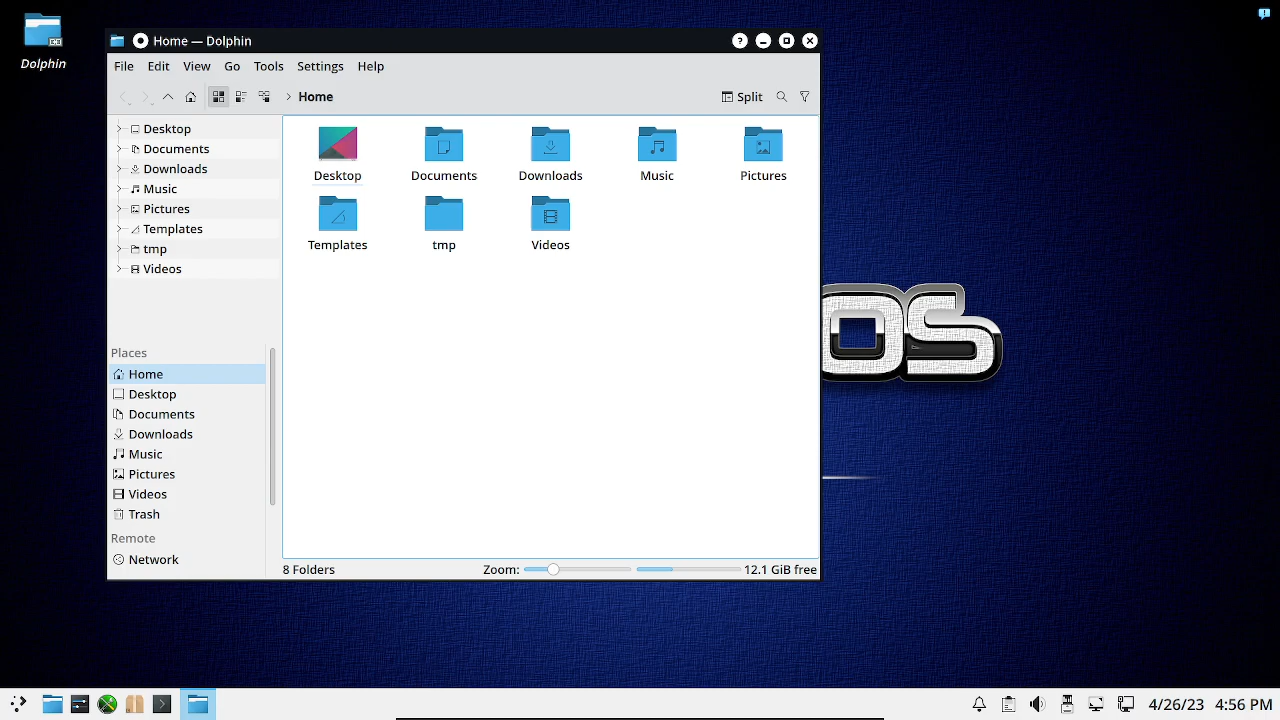 Dolphin
Home — Dolphin
File Edit View Go Tools Settings Help
Home
Split
Desktop
Documents
Downloads
Music
Pictures
Templates
tmp
Videos
Places
Home
Desktop
Documents
Downloads
Music
Pictures
Videos
Trash
Remote
Network
Desktop Documents Downloads Music Pictures
Templates tmp Videos
8 Folders
Zoom:
12.1 GiB free
OS
4/26/23 4:56 PM